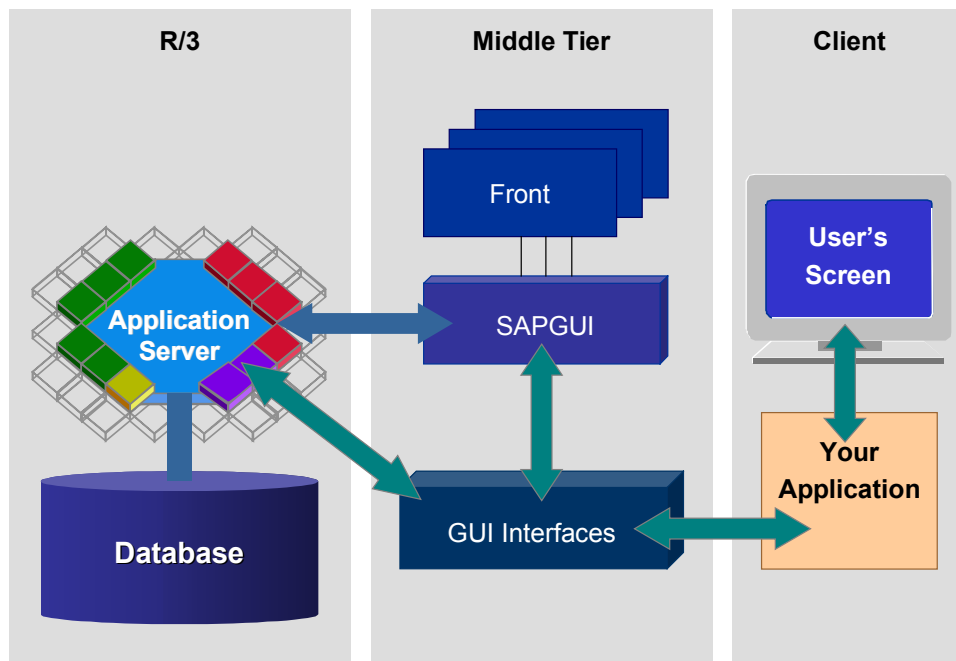 R/3
Middle Tier
Client
Front
User's
Screen
Application
Server
SAPGUI
Your
Application
GUI Interfaces
Database